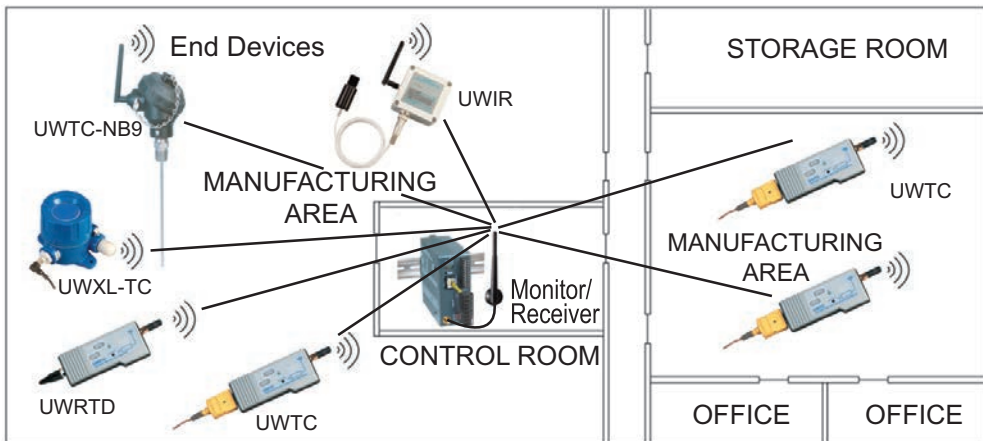 End Devices
STORAGE ROOM
UWIR
UWTC-NB9
MANUFACTURING
AREA
UWTC
UWXL-TC
MANUFACTURING
AREA
Monitor/
Receiver
CONTROL ROOM
UWTC
UWRTD
UWTC
OFFICE
OFFICE